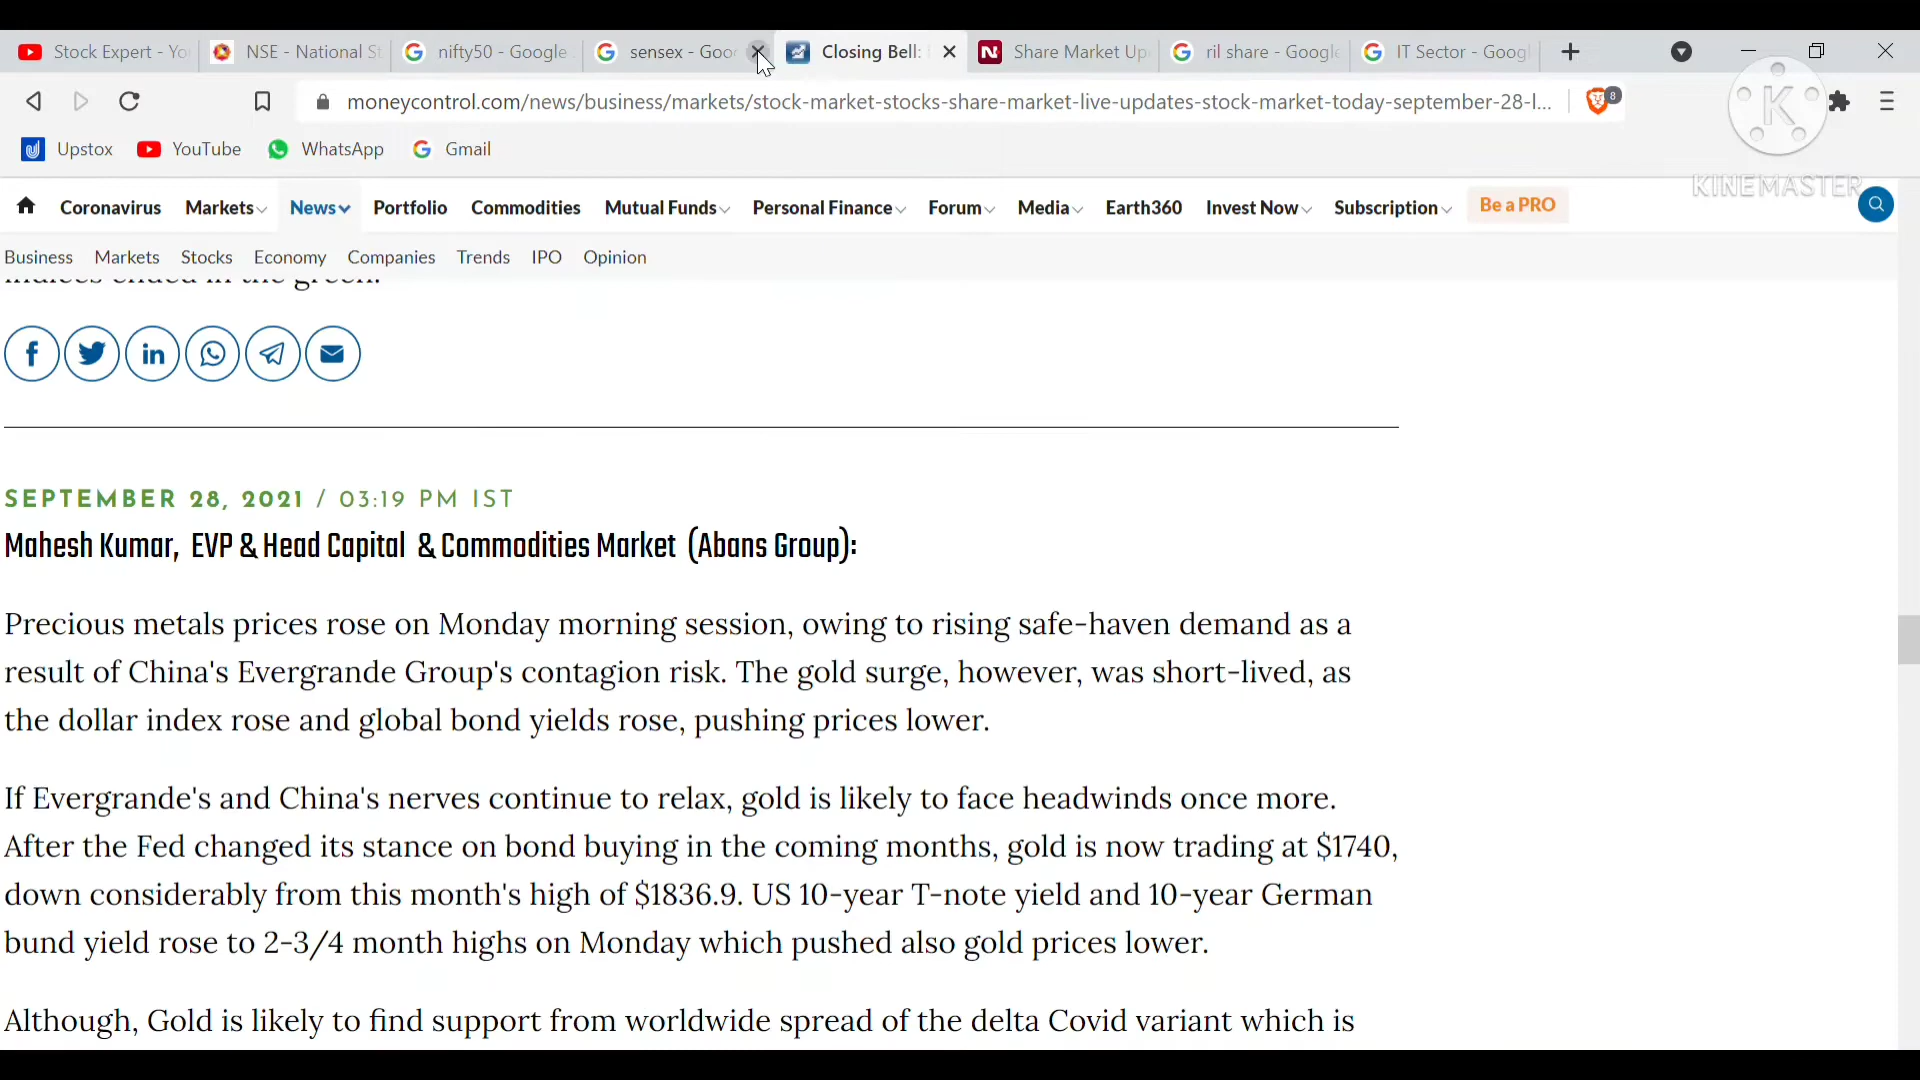 Stock Expert - Yo
NSE - National St
nifty50 - Google
sensex - Goo
Closing Bell:
Share Market Up
ril share - Google
IT Sector - Googl
moneycontrol.com/news/business/markets/stock-market-stocks-share-market-live-updates-stock-market-today-september-28-l...
8
Upstox
YouTube
WhatsApp
Gmail
K
KINEMASTER
Coronavirus
Markets
News
Portfolio
Commodities
Mutual Funds
Personal Finance
Forum
Media
Earth360
Invest Now
Subscription
Be a PRO
Business
Markets
Stocks
Economy
Companies
Trends
IPO
Opinion
indices ended in the green.
SEPTEMBER 28, 2021 / 03:19 PM IST
Mahesh Kumar, EVP & Head Capital & Commodities Market (Abans Group):
Precious metals prices rose on Monday morning session, owing to rising safe-haven demand as a
result of China's Evergrande Group's contagion risk. The gold surge, however, was short-lived, as
the dollar index rose and global bond yields rose, pushing prices lower.
If Evergrande's and China's nerves continue to relax, gold is likely to face headwinds once more.
After the Fed changed its stance on bond buying in the coming months, gold is now trading at $1740,
down considerably from this month's high of $1836.9. US 10-year T-note yield and 10-year German
bund yield rose to 2-3/4 month highs on Monday which pushed also gold prices lower.
Although, Gold is likely to find support from worldwide spread of the delta Covid variant which is